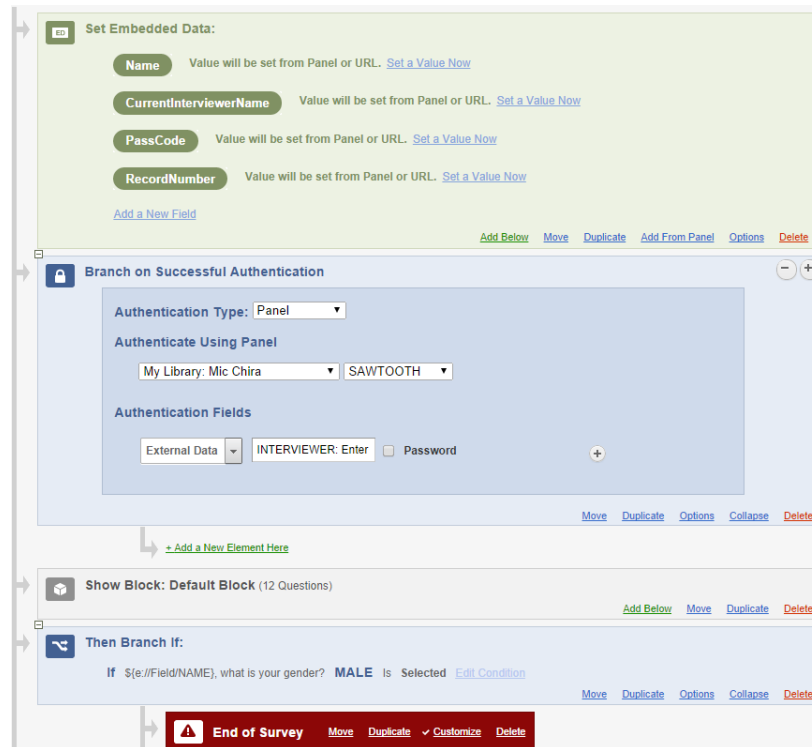 ED Set Embedded Data:
Name Value will be set from Panel or URL. Set a Value Now
CurrentInterviewerName Value will be set from Panel or URL. Set a Value Now
PassCode Value will be set from Panel or URL. Set a Value Now
RecordNumber Value will be set from Panel or URL. Set a Value Now
Add a New Field
Add Below Move Duplicate Add From Panel Options Delete
Branch on Successful Authentication
Authentication Type: Panel
Authenticate Using Panel
My Library: Mic Chira SAWTOOTH
Authentication Fields
External Data INTERVIEWER: Enter Password
Move Duplicate Options Collapse Delete
+ Add a New Element Here
Show Block: Default Block (12 Questions)
Add Below Move Duplicate Delete
Then Branch If:
If ${e://Field/NAME}, what is your gender? MALE Is Selected Edit Condition
Move Duplicate Options Collapse Delete
End of Survey Move Duplicate ✓ Customize Delete